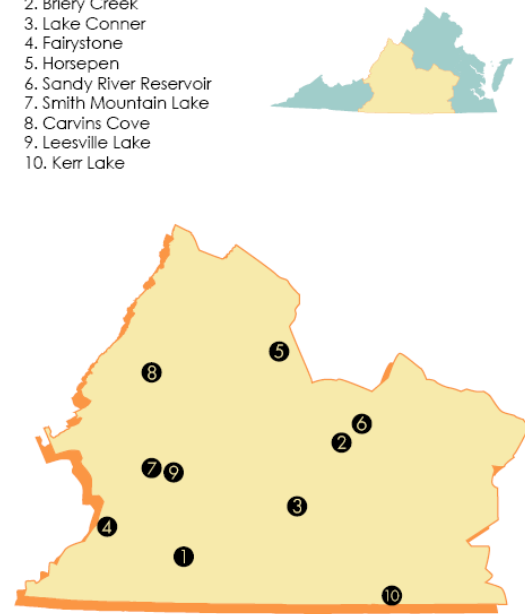 2. Briery Creek
3. Lake Conner
4. Fairystone
5. Horsepen
6. Sandy River Reservoir
7. Smith Mountain Lake
8. Carvins Cove
9. Leesville Lake
10. Kerr Lake
5
8
6
2
7 9
3
4
1
10